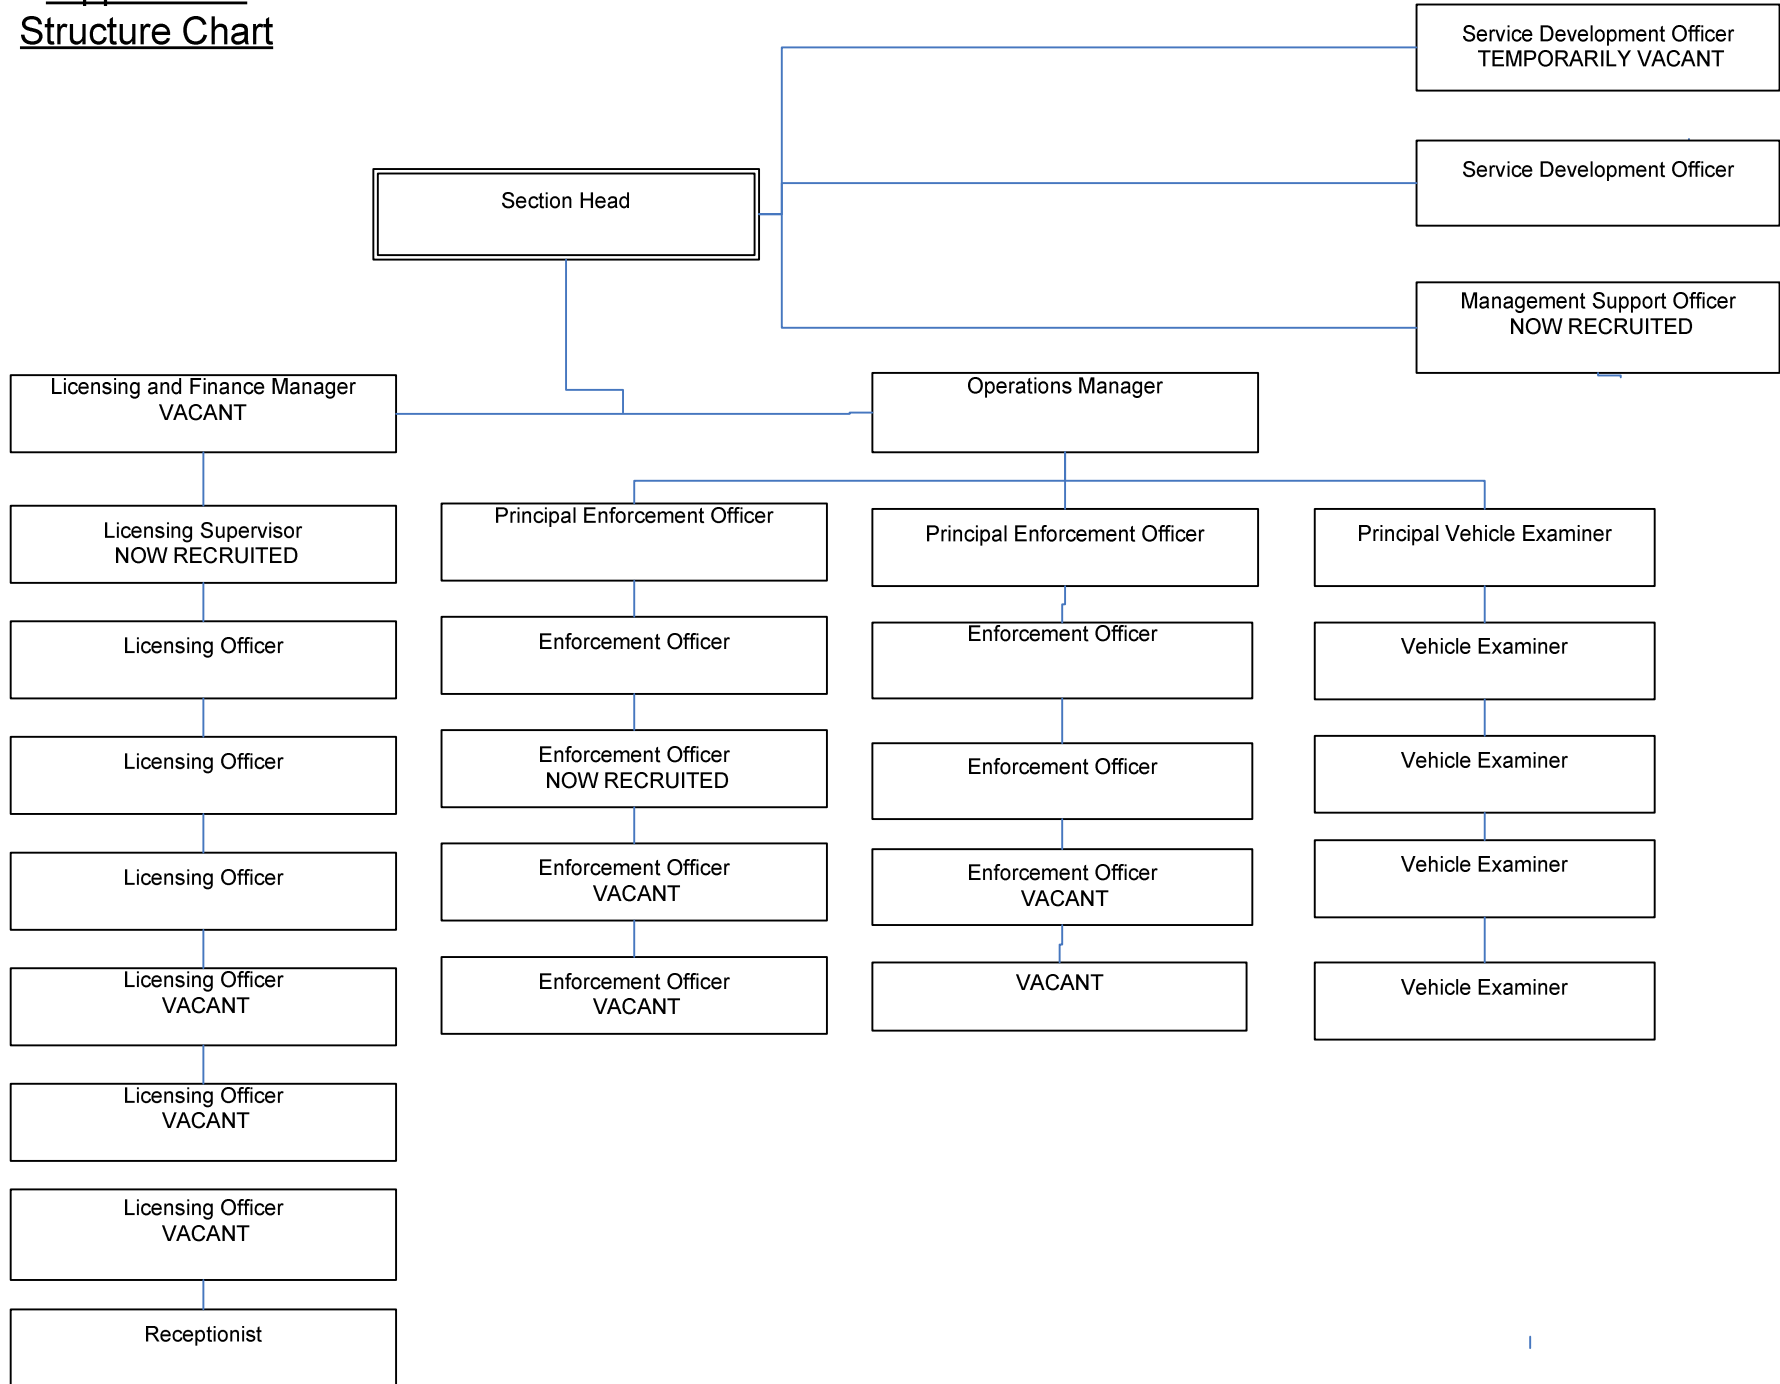 Structure Chart
Service Development Officer
TEMPORARILY VACANT
Service Development Officer
Section Head
Management Support Officer
NOW RECRUITED
Licensing and Finance Manager
VACANT
Operations Manager
Licensing Supervisor
NOW RECRUITED
Principal Enforcement Officer
Principal Enforcement Officer
Principal Vehicle Examiner
Licensing Officer
Enforcement Officer
Enforcement Officer
Vehicle Examiner
Licensing Officer
Enforcement Officer
NOW RECRUITED
Enforcement Officer
Vehicle Examiner
Licensing Officer
Enforcement Officer
VACANT
Enforcement Officer
VACANT
Vehicle Examiner
Licensing Officer
VACANT
Enforcement Officer
VACANT
VACANT
Vehicle Examiner
Licensing Officer
VACANT
Licensing Officer
VACANT
Receptionist